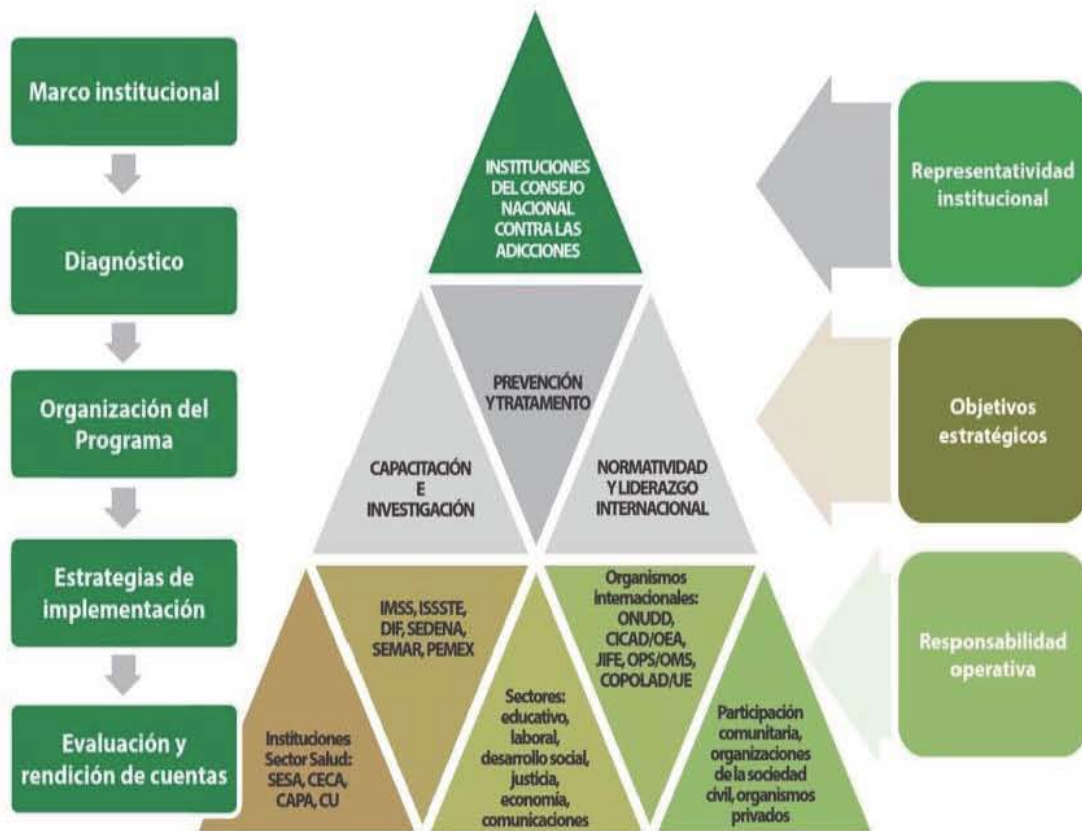 Marco institucional
Diagnóstico
Organización del
Programa
Estrategias de
implementación
Evaluación y
rendición de cuentas
INSTITUCIONES
DEL CONSEJO
NACIONAL
CONTRA LAS
ADICCIONES
PREVENCIÓN
Y TRATAMENTO
CAPACITACIÓN
E
INVESTIGACIÓN
NORMATIVIDAD
Y LIDERAZGO
INTERNACIONAL
Instituciones
Sector Salud:
SESA, CECA,
CAPA, CU
IMSS, ISSSTE,
DIF, SEDENA,
SEMAR, PEMEX
Sectores:
educativo,
laboral,
desarrollo social,
justicia,
economía,
comunicaciones
Organismos
internacionales:
ONUDD,
CICAD/OEA,
JIFE, OPS/OMS,
COPOLAD/UE
Participación
comunitaria,
organizaciones
de la sociedad
civil, organismos
privados
Representatividad
institucional
Objetivos
estratégicos
Responsabilidad
operativa